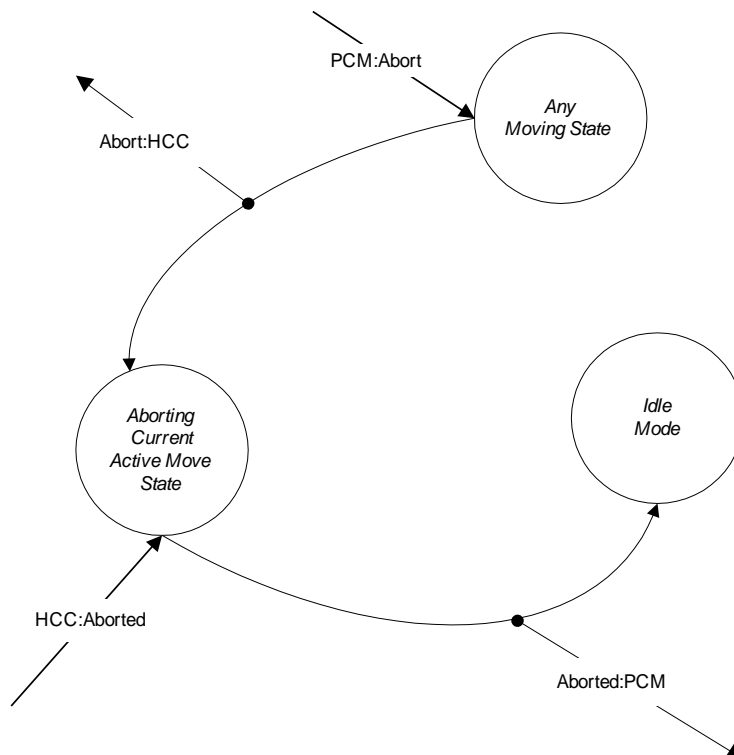 PCM:Abort
Any
Moving State
Abort:HCC
Idle
Mode
Aborting
Current
Active Move
State
HCC:Aborted
Aborted:PCM